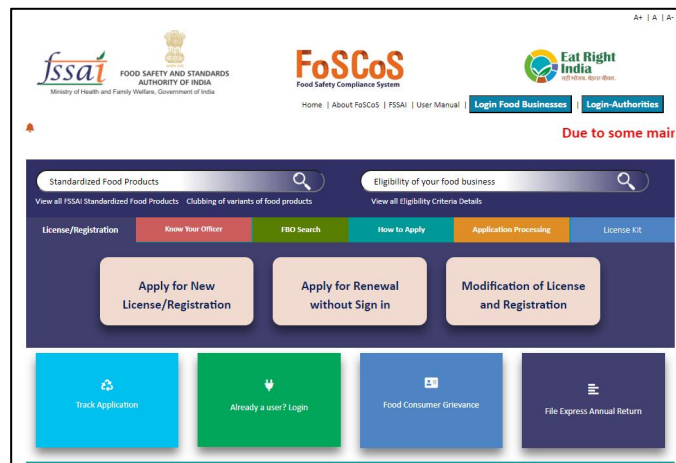 A+ | A | A-
fssai
FOOD SAFETY AND STANDARDS
AUTHORITY OF INDIA
Ministry of Health and Family Welfare, Government of India
FoSCoS
Food Safety Compliance System
Eat Right
India
सही भोजन. बेहतर जीवन.
Home | About FoSCoS | FSSAI | User Manual | Login Food Businesses | Login-Authorities
Due to some main
Standardized Food Products
Eligibility of your food business
View all FSSAI Standardized Food Products Clubbing of variants of food products
View all Eligibility Criteria Details
License/Registration
Know Your Officer
FBO Search
How to Apply
Application Processing
License Kit
Apply for New
License/Registration
Apply for Renewal
without Sign in
Modification of License
and Registration
Track Application
Already a user? Login
Food Consumer Grievance
File Express Annual Return